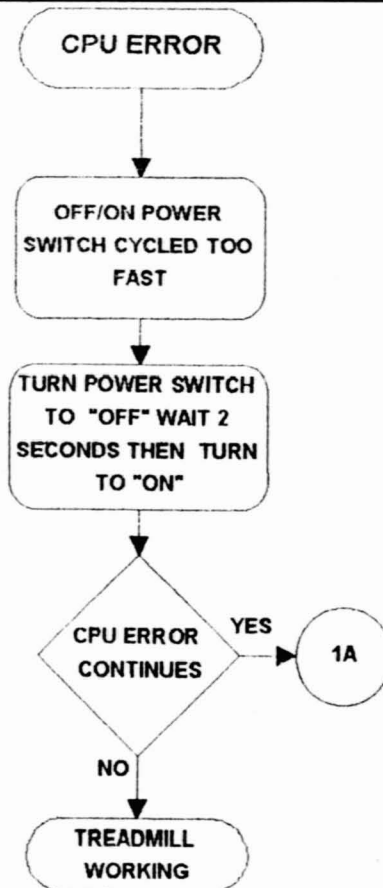 CPU ERROR
OFF/ON POWER
SWITCH CYCLED TOO
FAST
TURN POWER SWITCH
TO "OFF" WAIT 2
SECONDS THEN TURN
TO "ON"
CPU ERROR
CONTINUES
YES
1A
NO
TREADMILL
WORKING